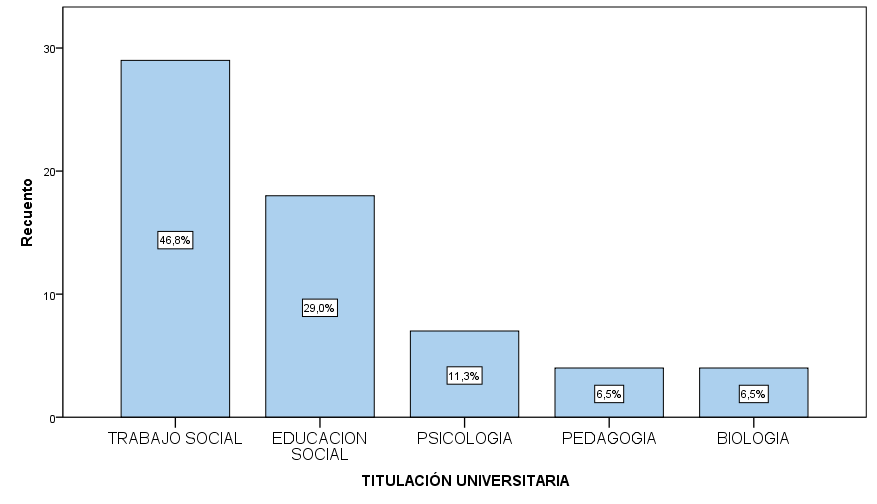 30
20
10
0
Recuento
46,8%
29,0%
11,3%
6,5%
6,5%
TRABAJO SOCIAL
EDUCACION
SOCIAL
PSICOLOGIA
PEDAGOGIA
BIOLOGIA
TITULACIÓN UNIVERSITARIA